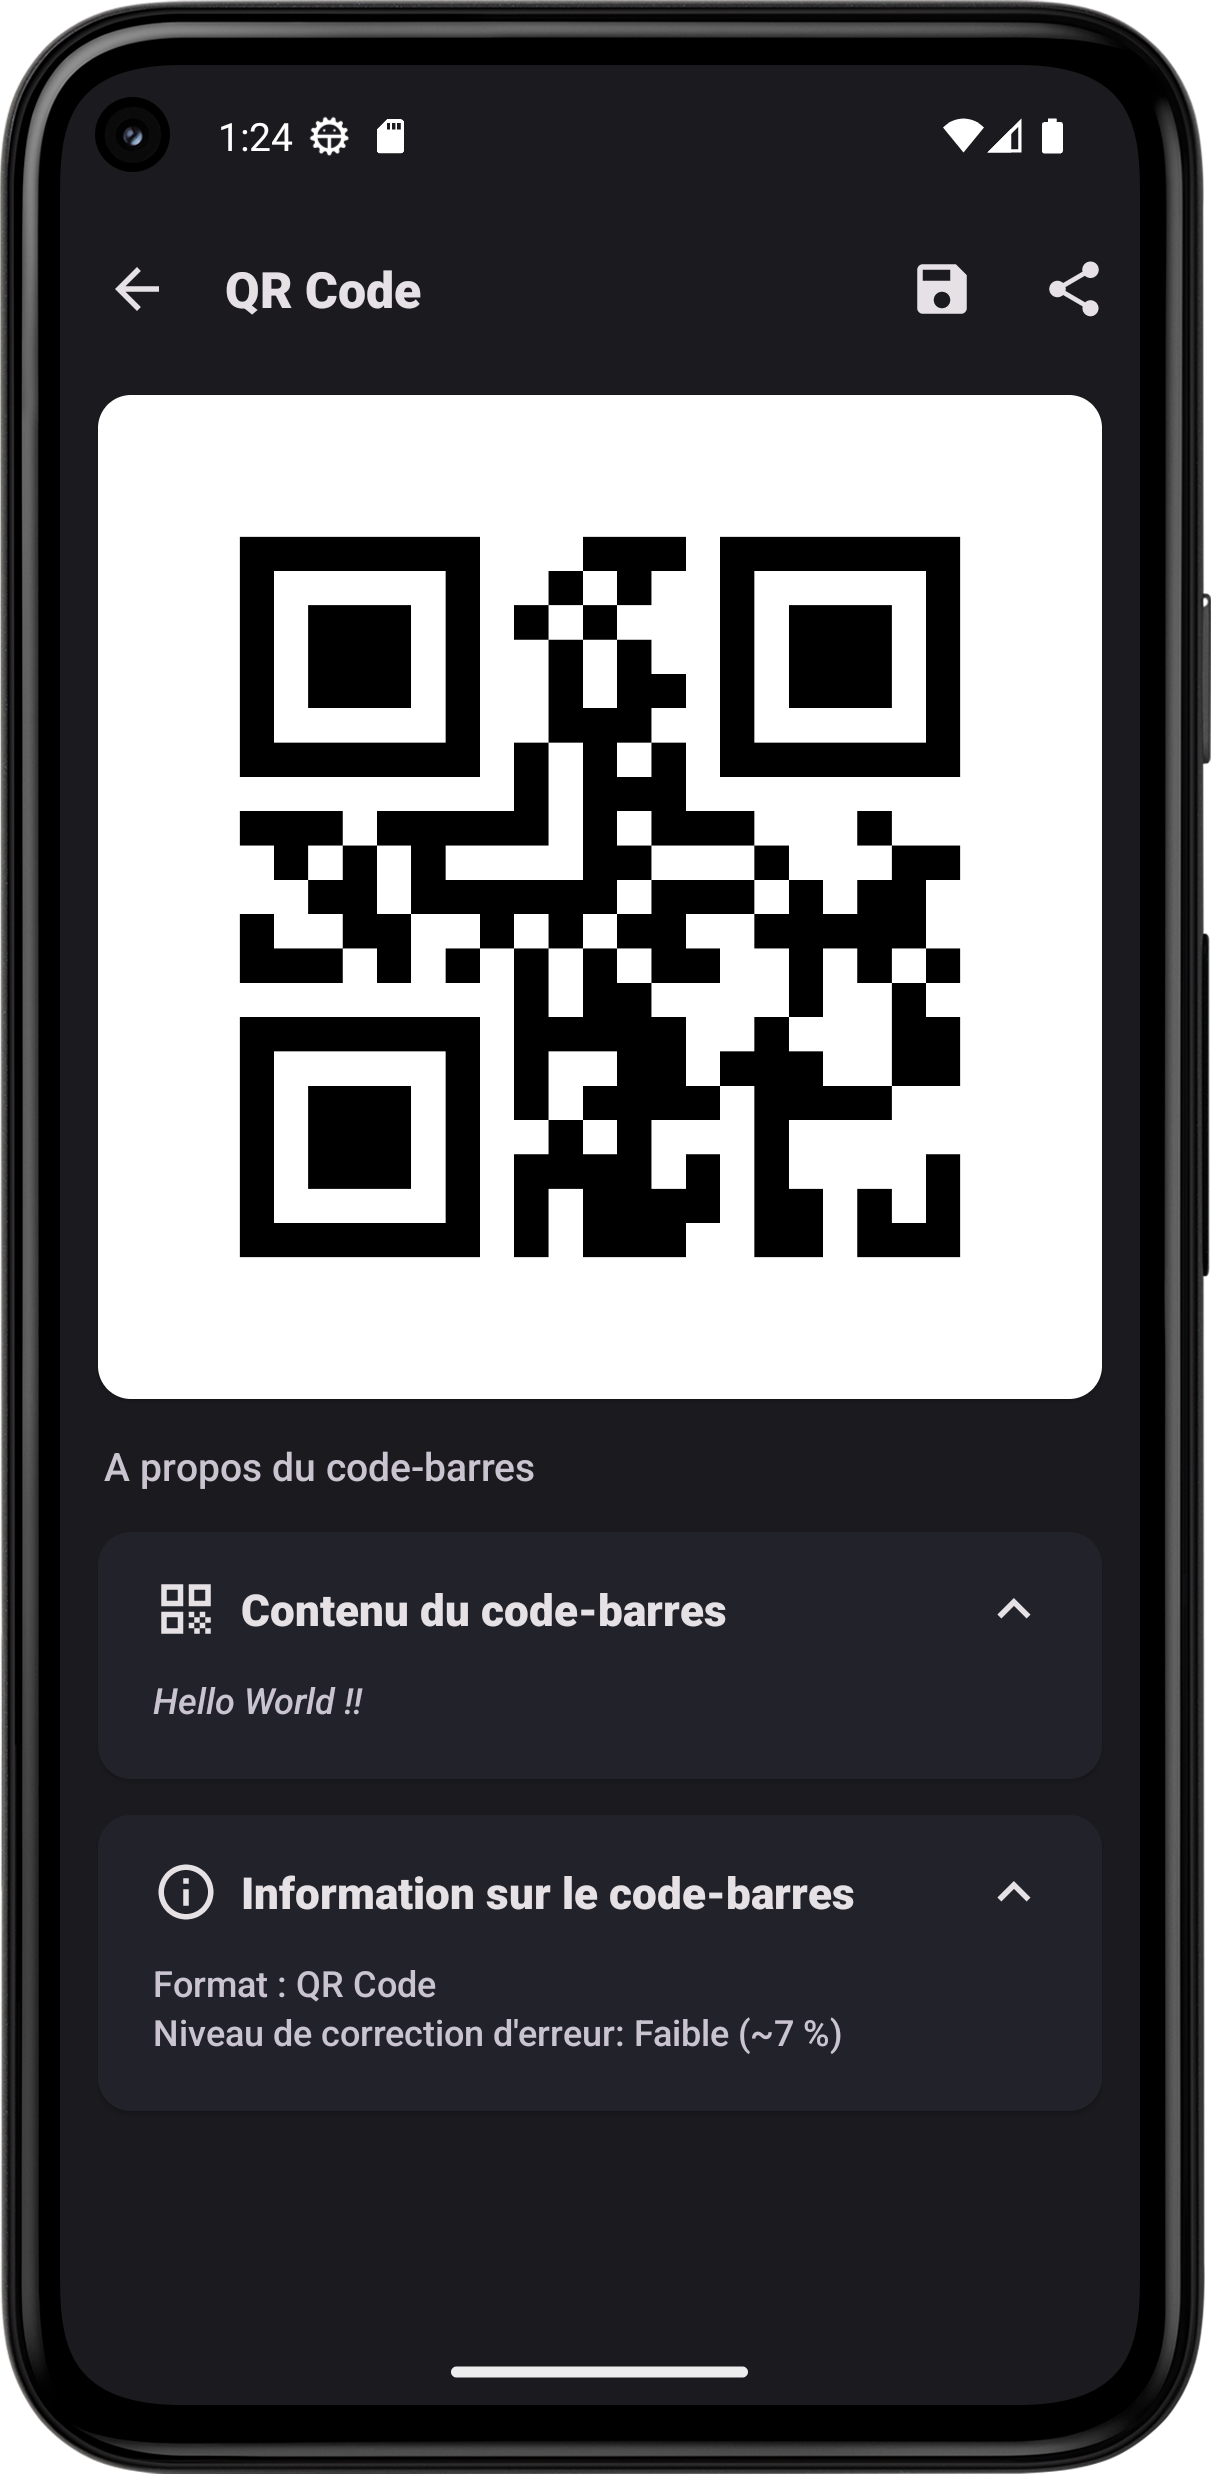 1:24
QR Code
A propos du code-barres
Contenu du code-barres
Hello World !!
Information sur le code-barres
Format : QR Code
Niveau de correction d'erreur: Faible (~7 %)